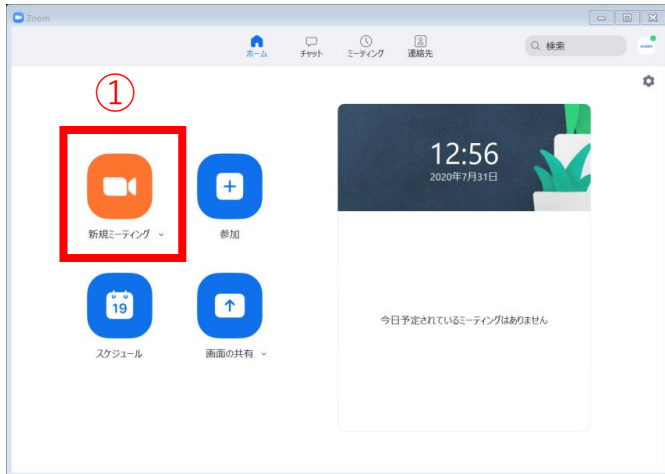 Zoom
ホーム チャット ミーティング 連絡先 検索
①
12:56
2020年7月31日
新規ミーティング 参加
19
スケジュール 画面の共有
今日予定されているミーティングはありません